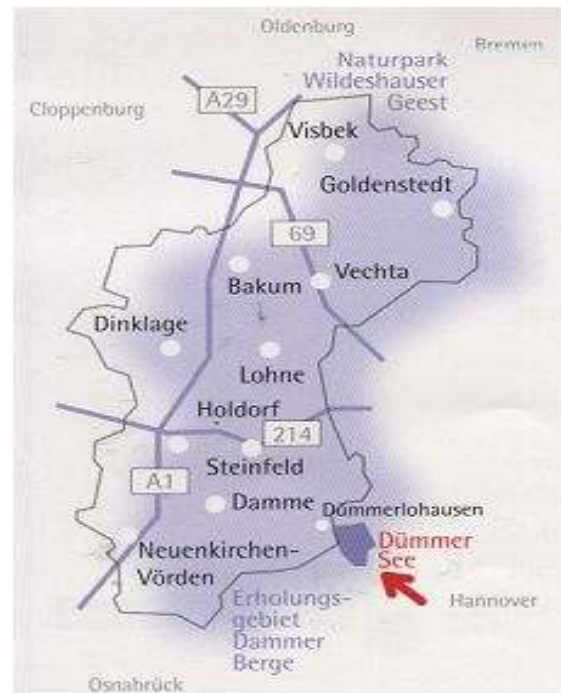 Oldenburg
Bremen
Naturpark
Wildeshauser
Geest
A29
Cloppenburg
Visbek
Goldenstedt
69
Vechta
Bakum
Dinklage
Lohne
Holdorf
214
Steinfeld
A1
Damme
Dümmerlohausen
Neuenkirchen-
Vörden
Dümmer
See
Erholungs-
gebiet
Dammer
Berge
Hannover
Osnabrück